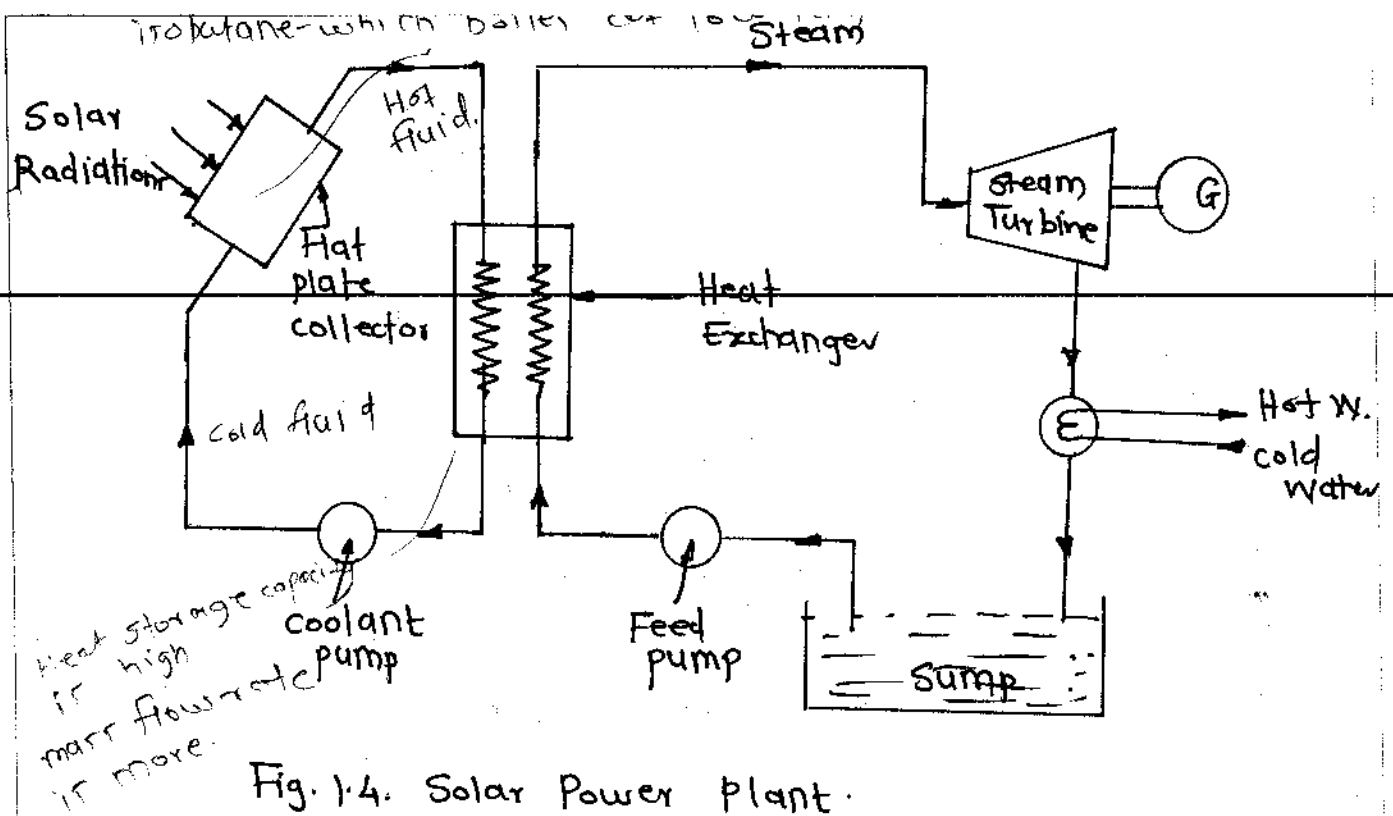 isobutane-which
Steam
Solar
Radiation
Hot
fluid.
Flat
plate
collector
Steam
Turbine
G
Heat
Exchanger
cold fluid
Hot W.
cold
Water
Heat storage capacity
is high
mass flow rate
is more.
coolant
pump
Feed
pump
Sump
Fig. 1.4. Solar Power Plant.